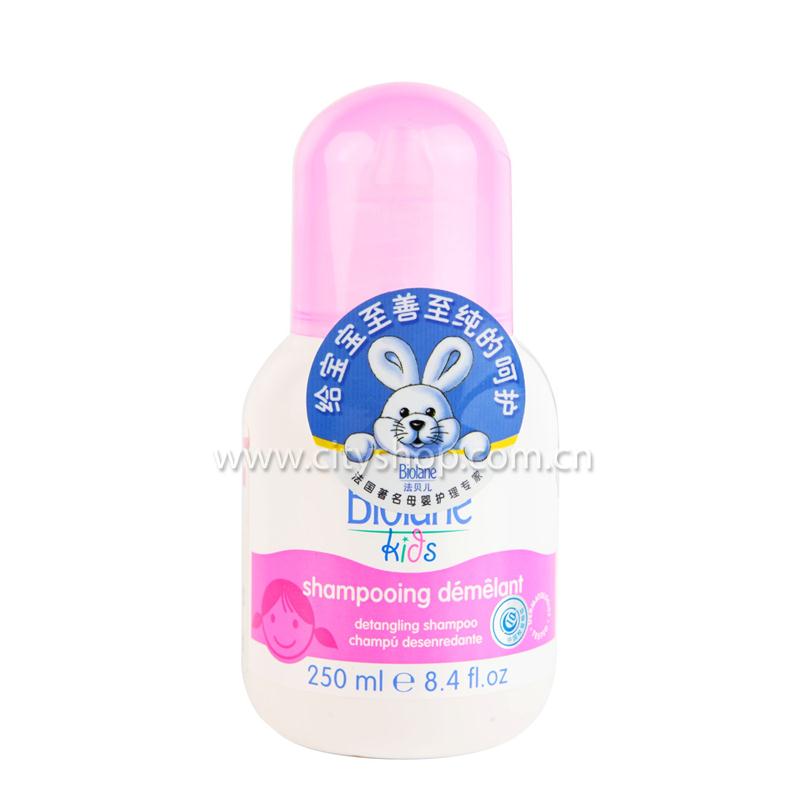 给宝宝至善至纯的呵护
www.cityshop.com.cn
Biolane
法贝儿
法国著名母婴护理专家
Biolane
kids
shampooing démêlant
detangling shampoo
champú desenredante
250 ml e 8.4 fl.oz